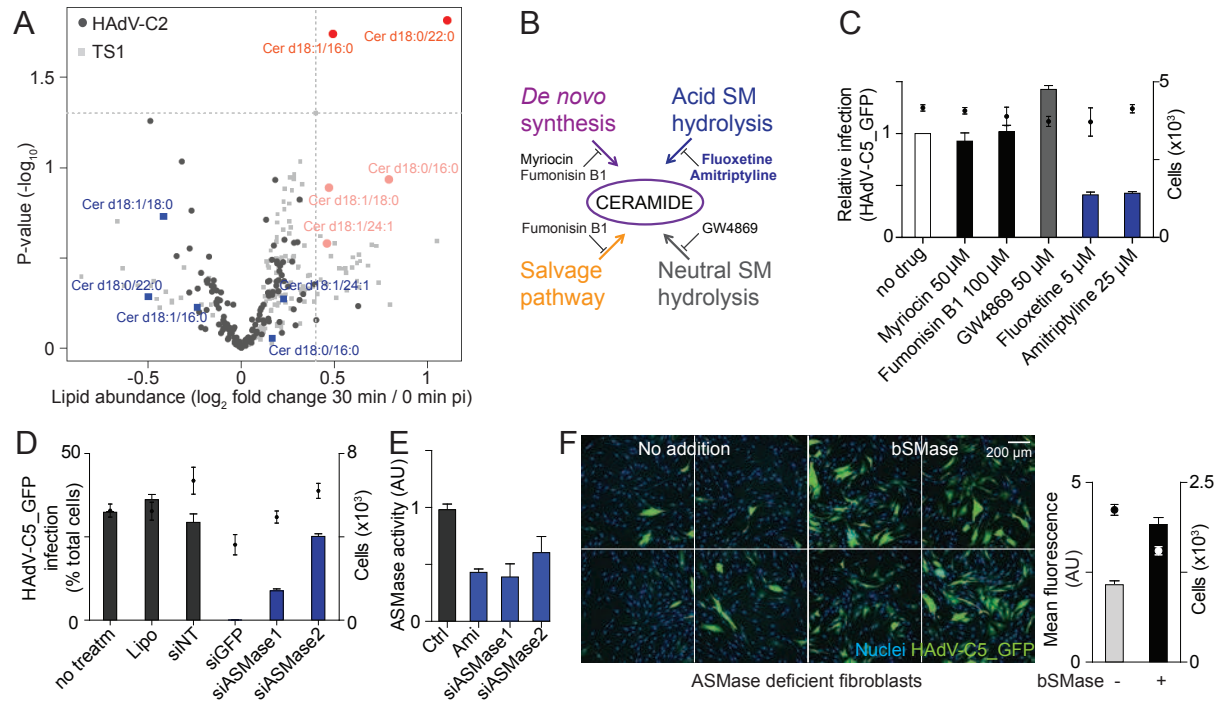 A
HAdV-C2
TS1
Cer d18:1/16:0
Cer d18:0/22:0
Cer d18:0/16:0
Cer d18:1/18:0
Cer d18:1/24:1
Cer d18:1/18:0
Cer d18:0/22:0
Cer d18:1/24:1
Cer d18:1/16:0
Cer d18:0/16:0
1.5
1
0.5
0
-0.5
0
0.5
1
P-value (-log10)
Lipid abundance (log2 fold change 30 min / 0 min pi)
B
De novo
synthesis
Acid SM
hydrolysis
Myriocin
Fumonisin B1
Fluoxetine
Amitriptyline
CERAMIDE
Fumonisin B1
GW4869
Salvage
pathway
Neutral SM
hydrolysis
C
Relative infection
(HAdV-C5_GFP)
1
0
5
0
Cells (x10³)
no drug
Myriocin 50 µM
Fumonisin B1 100 µM
GW4869 50 µM
Fluoxetine 5 µM
Amitriptyline 25 µM
D
HAdV-C5_GFP
infection
(% total cells)
50
0
8
4
0
Cells (x10³)
no treatm
Lipo
siNT
siGFP
siASMase1
siASMase2
E
ASMase activity (AU)
1
0
Ctrl
Ami
siASMase1
siASMase2
F
No addition
bSMase
200 µm
Nuclei HAdV-C5_GFP
ASMase deficient fibroblasts
Mean fluorescence
(AU)
5
0
2.5
0
Cells (x10³)
bSMase - +